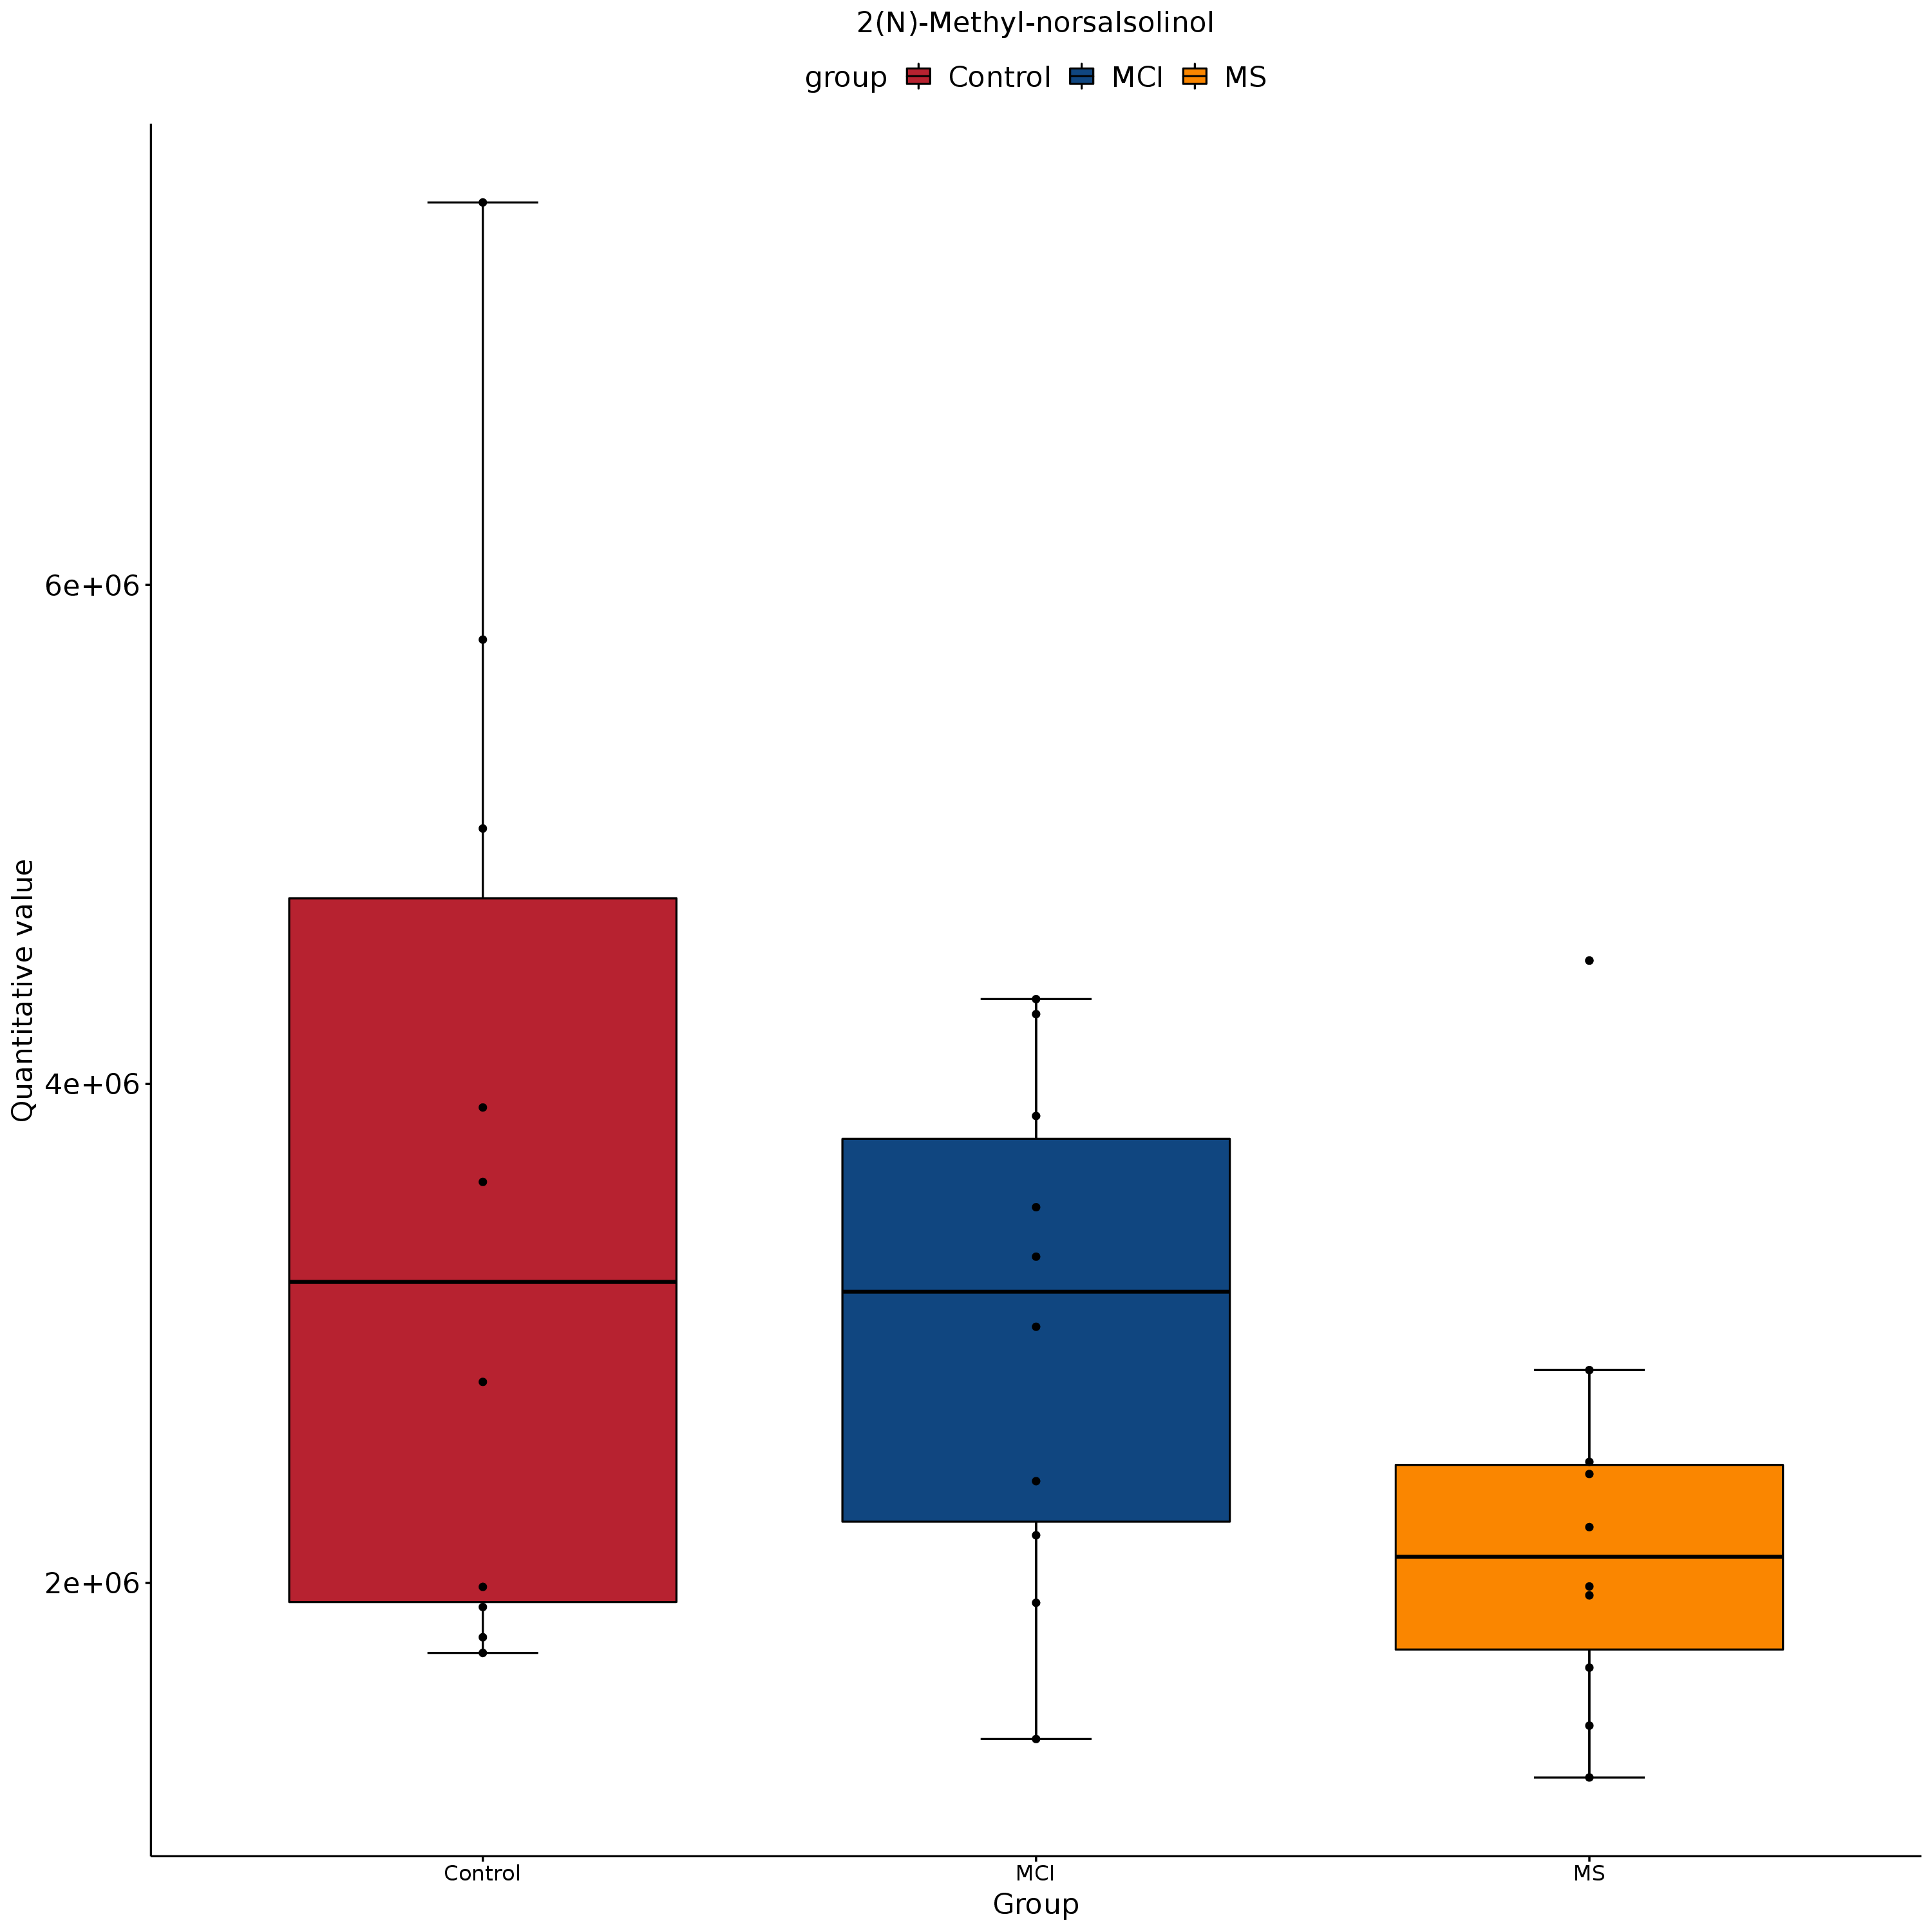 2(N)-Methyl-norsalsolinol
group Control MCI MS
6e+06
4e+06
2e+06
Quantitative value
Control MCI MS
Group